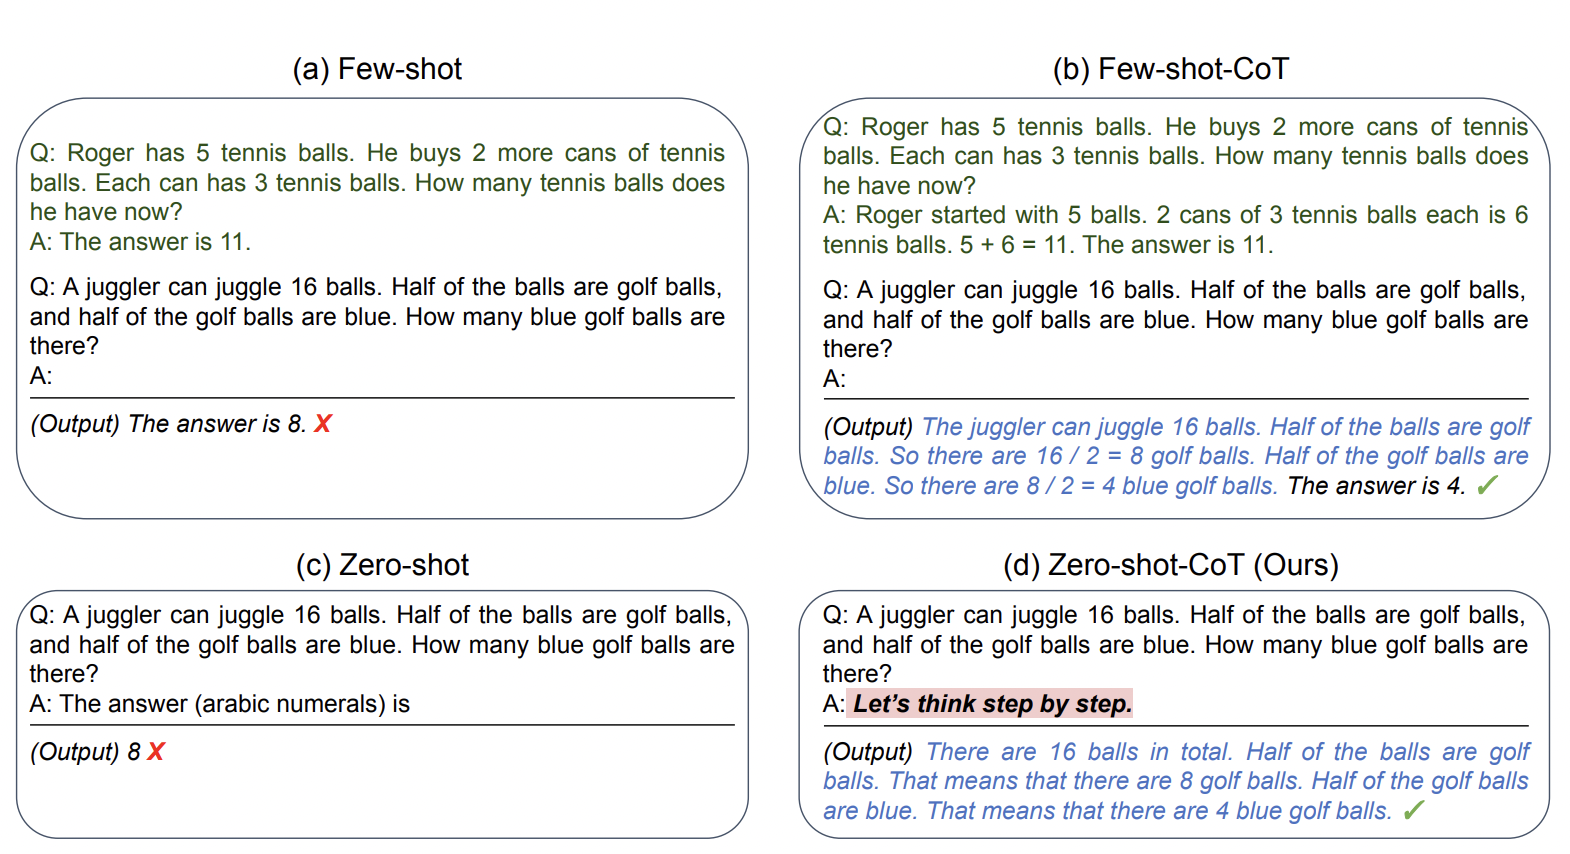 (a) Few-shot
Q: Roger has 5 tennis balls. He buys 2 more cans of tennis
balls. Each can has 3 tennis balls. How many tennis balls does
he have now?
A: The answer is 11.
Q: A juggler can juggle 16 balls. Half of the balls are golf balls,
and half of the golf balls are blue. How many blue golf balls are
there?
A:
(Output) The answer is 8. X
(b) Few-shot-CoT
Q: Roger has 5 tennis balls. He buys 2 more cans of tennis
balls. Each can has 3 tennis balls. How many tennis balls does
he have now?
A: Roger started with 5 balls. 2 cans of 3 tennis balls each is 6
tennis balls. 5 + 6 = 11. The answer is 11.
Q: A juggler can juggle 16 balls. Half of the balls are golf balls,
and half of the golf balls are blue. How many blue golf balls are
there?
A:
(Output) The juggler can juggle 16 balls. Half of the balls are golf
balls. So there are 16 / 2 = 8 golf balls. Half of the golf balls are
blue. So there are 8 / 2 = 4 blue golf balls. The answer is 4. ✓
(c) Zero-shot
Q: A juggler can juggle 16 balls. Half of the balls are golf balls,
and half of the golf balls are blue. How many blue golf balls are
there?
A: The answer (arabic numerals) is
(Output) 8 X
(d) Zero-shot-CoT (Ours)
Q: A juggler can juggle 16 balls. Half of the balls are golf balls,
and half of the golf balls are blue. How many blue golf balls are
there?
A: Let’s think step by step.
(Output) There are 16 balls in total. Half of the balls are golf
balls. That means that there are 8 golf balls. Half of the golf balls
are blue. That means that there are 4 blue golf balls. ✓